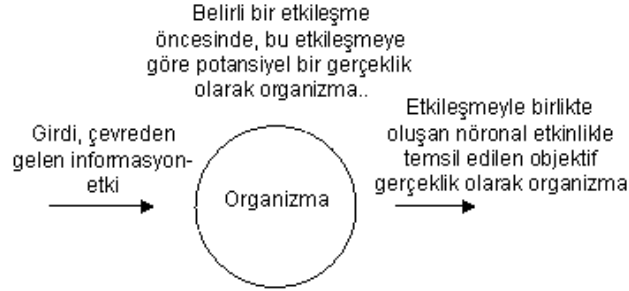 Belirli bir etkileşme
öncesinde, bu etkileşmeye
göre potansiyel bir gerçeklik
olarak organizma..
Girdi, çevreden
gelen informasyon-
etki
Organizma
Etkileşmeyle birlikte
oluşan nöronal etkinlikle
temsil edilen objektif
gerçeklik olarak organizma